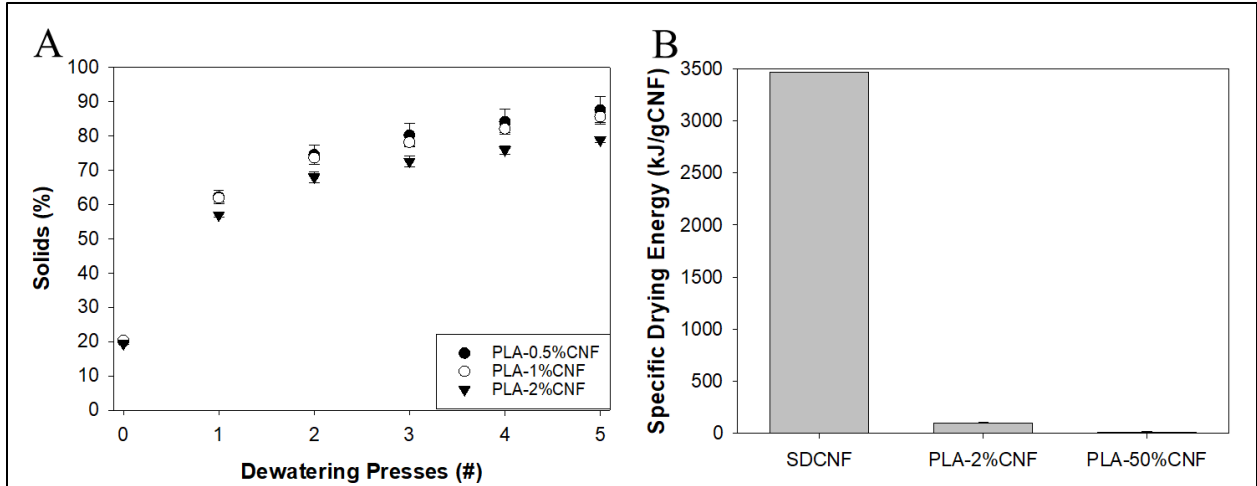 A
100
90
80
70
60
50
40
30
20
10
0
Solids (%)
0 1 2 3 4 5
Dewatering Presses (#)
PLA-0.5%CNF
PLA-1%CNF
PLA-2%CNF
B
3500
3000
2500
2000
1500
1000
500
0
Specific Drying Energy (kJ/gCNF)
SDCNF PLA-2%CNF PLA-50%CNF